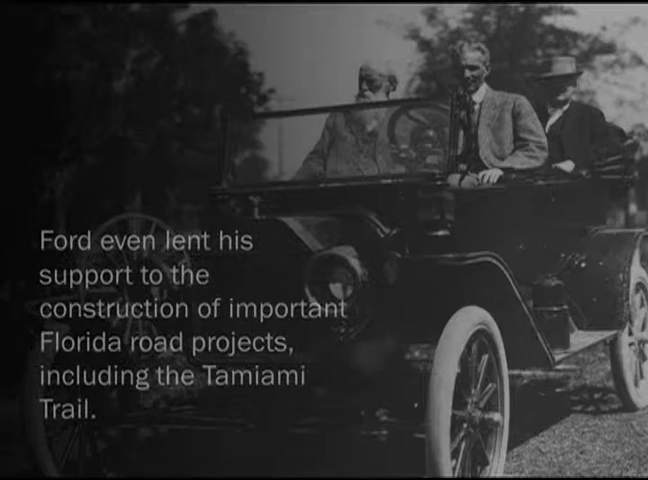 Ford even lent his
support to the
construction of important
Florida road projects,
including the Tamiami
Trail.